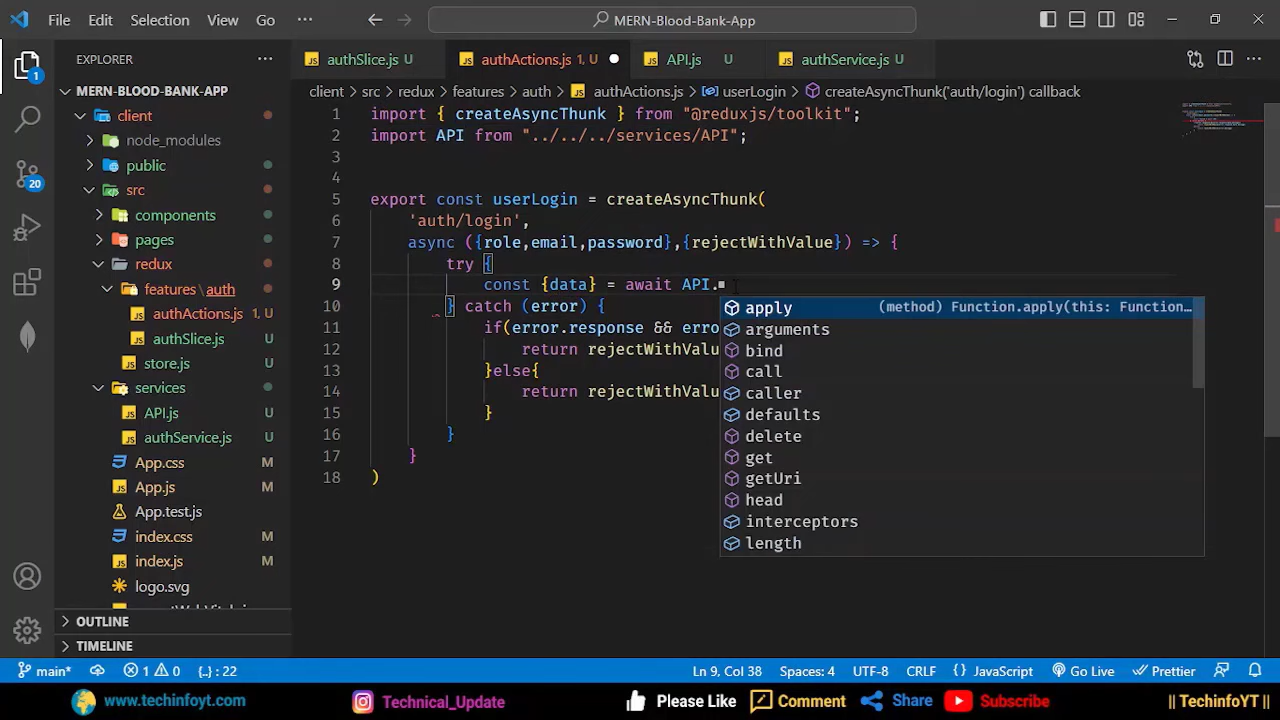 File Edit Selection View Go ··· MERN-Blood-Bank-App
EXPLORER ···
MERN-BLOOD-BANK-APP
client
node_modules
public
src
components
pages
redux
features\auth
authActions.js 1, U
authSlice.js U
store.js U
services
API.js U
authService.js U
App.css M
App.js M
App.test.js
index.css M
index.js M
logo.svg
OUTLINE
TIMELINE
authSlice.js U authActions.js 1, U API.js U authService.js U
client > src > redux > features > auth > authActions.js > userLogin > createAsyncThunk('auth/login') callback
1 import { createAsyncThunk } from "@reduxjs/toolkit";
2 import API from "../../../services/API";
3
4
5 export const userLogin = createAsyncThunk(
6 'auth/login',
7 async ({role,email,password},{rejectWithValue}) => {
8 try {
9 const {data} = await API.
10 } catch (error) {
11 if(error.response && erro
12 return rejectWithValu
13 }else{
14 return rejectWithValu
15 }
16 }
17 }
18 )
apply (method) Function.apply(this: Function...
arguments
bind
call
caller
defaults
delete
get
getUri
head
interceptors
length
1
20
main* 1 0 {..} : 22 Ln 9, Col 38 Spaces: 4 UTF-8 CRLF {} JavaScript Go Live Prettier
www.techinfoyt.com Technical_Update Please Like Comment Share Subscribe || TechinfoYT ||